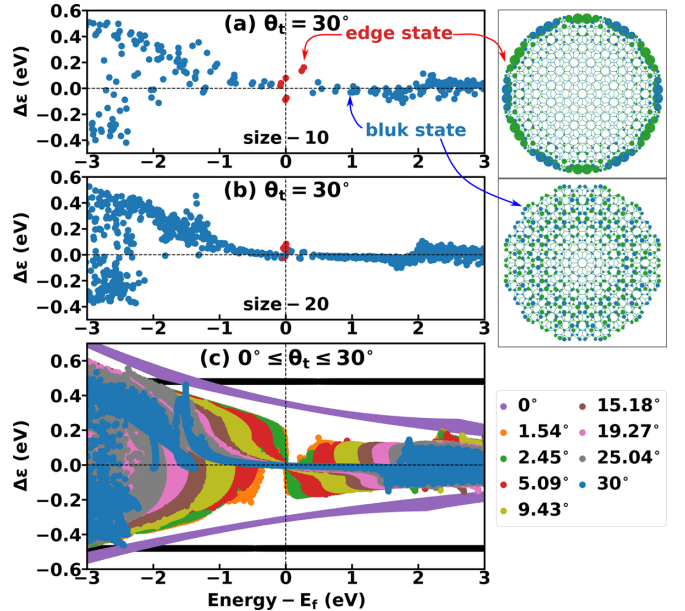 (a) θt = 30°
edge state
Δε (eV)
0.6
0.4
0.2
0.0
−0.2
−0.4
size − 10
bluk state
−3 −2 −1 0 1 2 3
(b) θt = 30°
Δε (eV)
0.6
0.4
0.2
0.0
−0.2
−0.4
size − 20
−3 −2 −1 0 1 2 3
(c) 0° ≤ θt ≤ 30°
Δε (eV)
0.6
0.4
0.2
0.0
−0.2
−0.4
−0.6
−3 −2 −1 0 1 2 3
Energy − Ef (eV)
0°
1.54°
2.45°
5.09°
9.43°
15.18°
19.27°
25.04°
30°